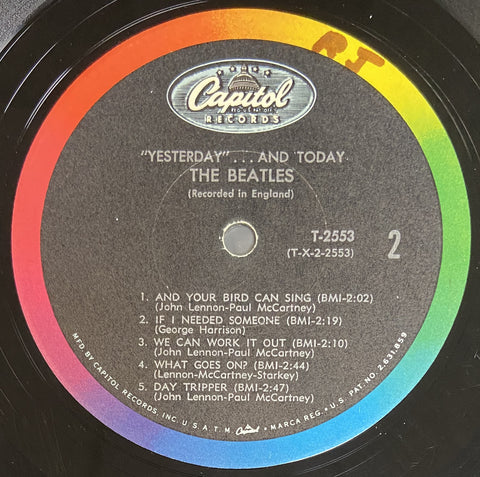 RJ
Capitol
RECORDS
"YESTERDAY" . . . AND TODAY
THE BEATLES
(Recorded in England)
T-2553
(T-X-2-2553)
2
1. AND YOUR BIRD CAN SING (BMI-2:02)
(John Lennon-Paul McCartney)
2. IF I NEEDED SOMEONE (BMI-2:19)
(George Harrison)
3. WE CAN WORK IT OUT (BMI-2:10)
(John Lennon-Paul McCartney)
4. WHAT GOES ON? (BMI-2:44)
(Lennon-McCartney-Starkey)
5. DAY TRIPPER (BMI-2:47)
(John Lennon-Paul McCartney)
MFD BY CAPITOL RECORDS, INC. U.S.A. T.M. Capitol MARCA REG. • U.S. PAT. NO. 2,631,859